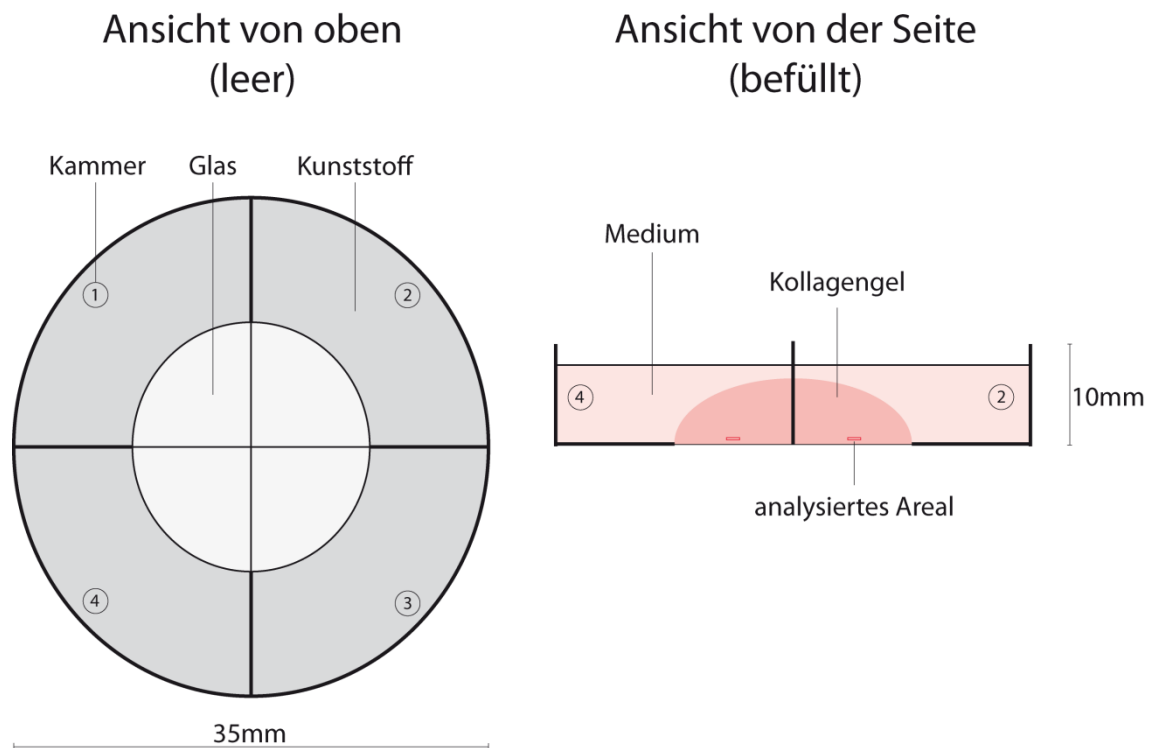 Ansicht von oben
(leer)
Kammer
Glas
Kunststoff
1
2
4
3
35mm
Ansicht von der Seite
(befüllt)
Medium
Kollagengel
4
2
10mm
analysiertes Areal